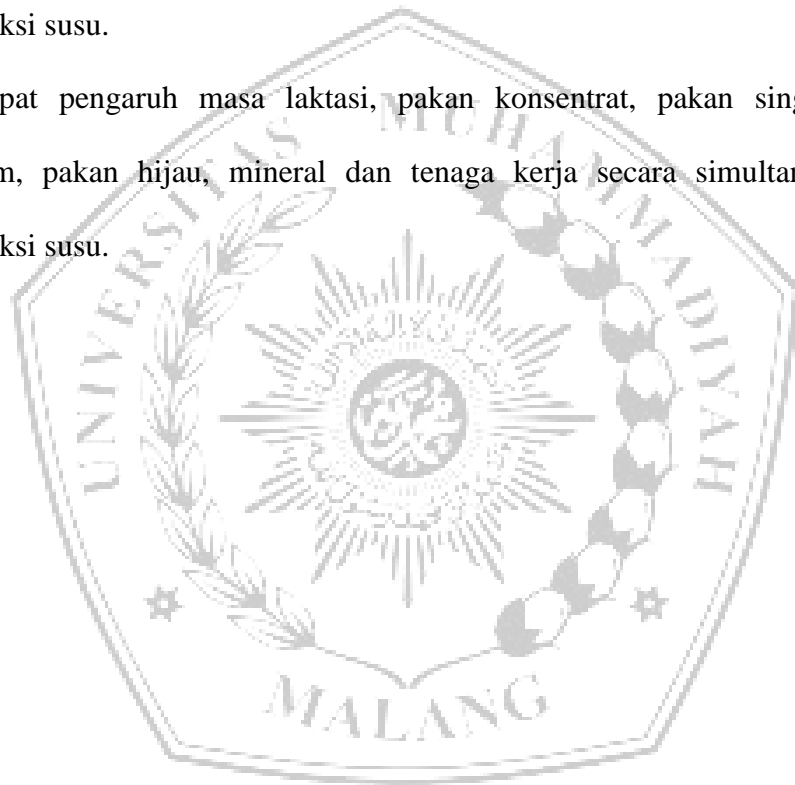 ksi susu.
pat pengaruh masa laktasi, pakan konsentrat, pakan sing
m, pakan hijau, mineral dan tenaga kerja secara simultan
ksi susu.
UNIVERSITAS MUHAMMADIYAH
MALANG